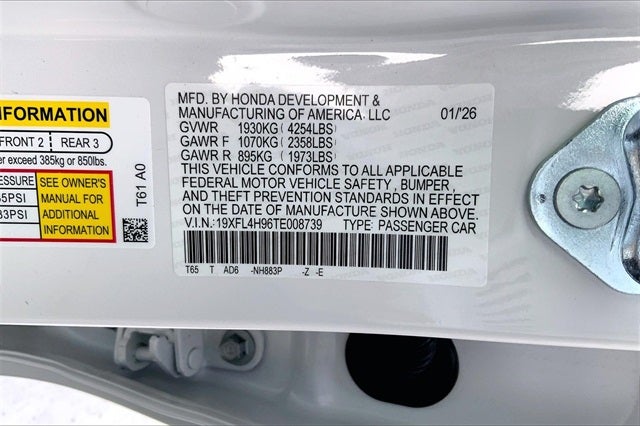 INFORMATION
FRONT 2 REAR 3
exceed 385kg or 850lbs.
SEE OWNER'S
MANUAL FOR
ADDITIONAL
INFORMATION
T61 A0
MFD. BY HONDA DEVELOPMENT &
MANUFACTURING OF AMERICA. LLC 01/'26
GVWR 1930KG (4254LBS)
GAWR F 1070KG (2358LBS)
GAWR R 895KG (1973LBS)
THIS VEHICLE CONFORMS TO ALL APPLICABLE
FEDERAL MOTOR VEHICLE SAFETY , BUMPER ,
AND THEFT PREVENTION STANDARDS IN EFFECT
ON THE DATE OF MANUFACTURE SHOWN ABOVE.
V.I.N.:19XFL4H96TE008739 TYPE: PASSENGER CAR
T65 T AD6 -NH883P -Z -E